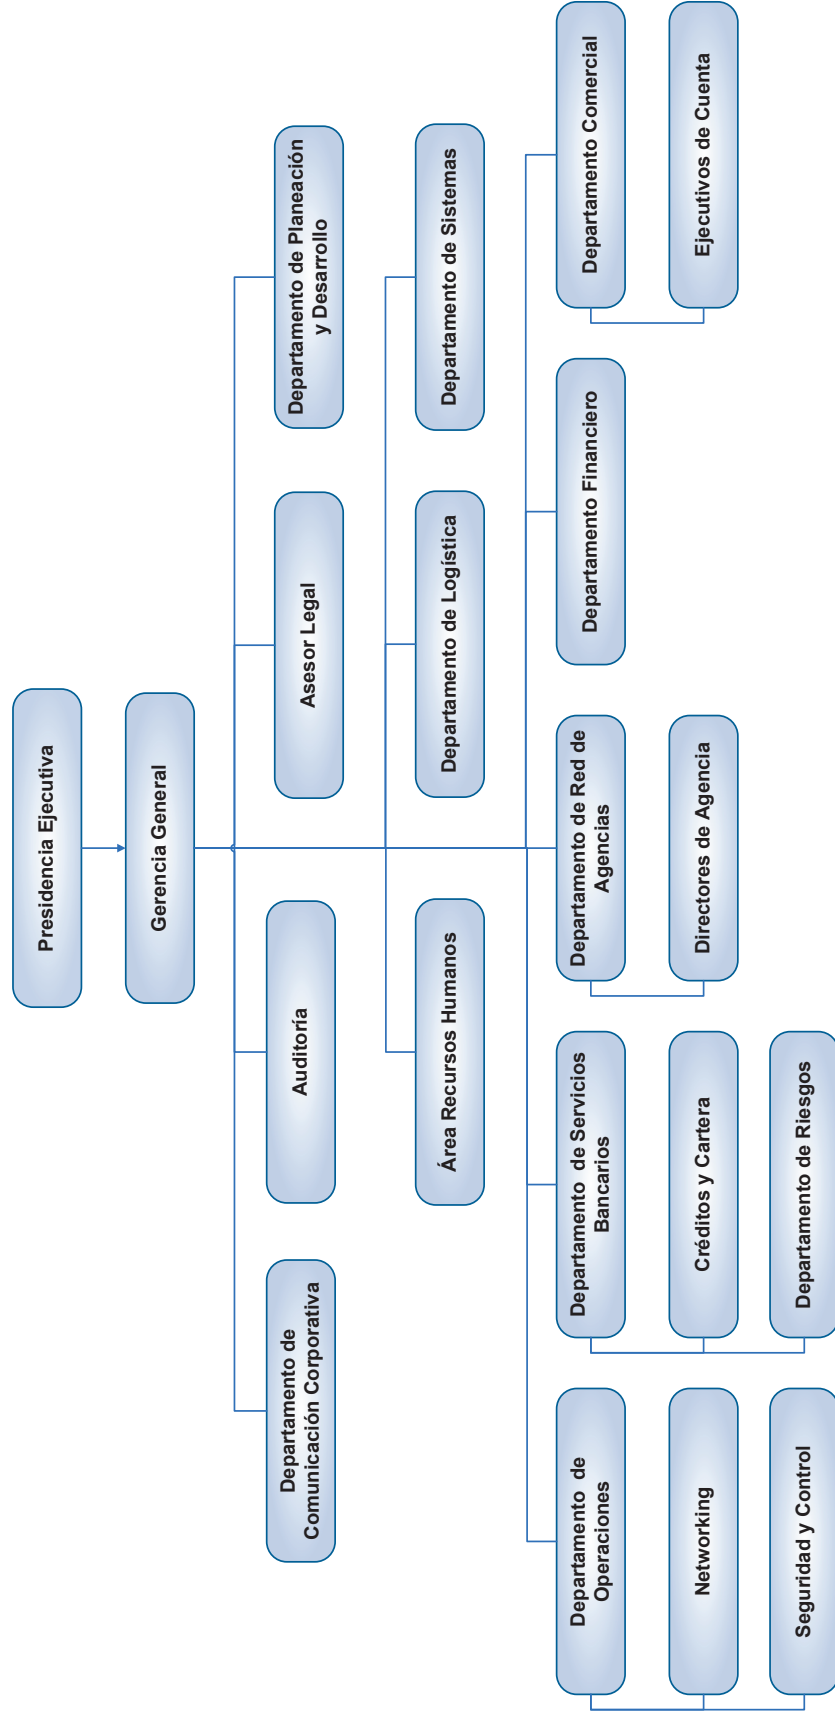 Presidencia Ejecutiva
Gerencia General
Departamento de
Comunicación Corporativa
Auditoría
Asesor Legal
Departamento de Planeación
y Desarrollo
Área Recursos Humanos
Departamento de Logística
Departamento de Sistemas
Departamento de
Operaciones
Departamento de Servicios
Bancarios
Departamento de Red de
Agencias
Departamento Financiero
Departamento Comercial
Networking
Créditos y Cartera
Directores de Agencia
Ejecutivos de Cuenta
Seguridad y Control
Departamento de Riesgos